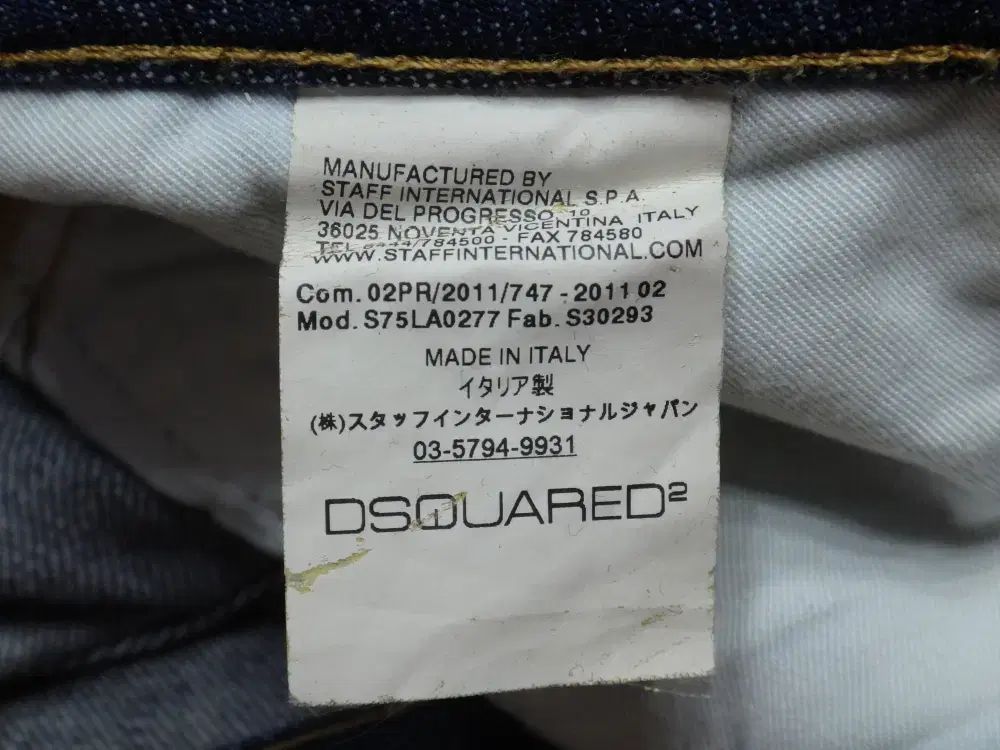 MANUFACTURED BY
STAFF INTERNATIONAL S.P.A.
VIA DEL PROGRESSO 10
36025 NOVENTA VICENTINA ITALY
TEL 0444/784500 - FAX 784580
WWW.STAFFINTERNATIONAL.COM
Com. 02PR/2011/747 - 2011 02
Mod. S75LA0277 Fab. S30293
MADE IN ITALY
イタリア製
(株)スタッフインターナショナルジャパン
03-5794-9931
DSQUARED²